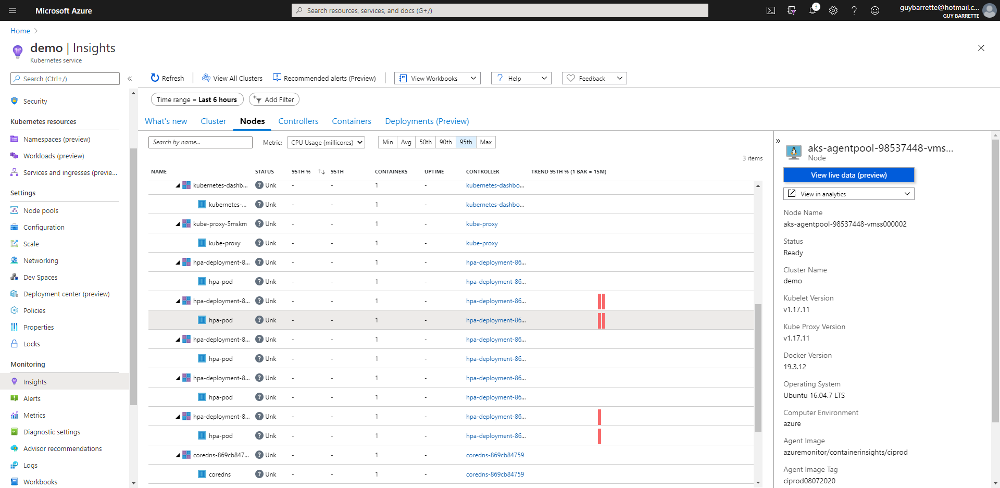 Microsoft Azure
Search resources, services, and docs (G+/)
3
guybarrette@hotmail.c...
GUY BARRETTE
Home
demo | Insights
Kubernetes service
Search (Ctrl+/)
Refresh
View All Clusters
Recommended alerts (Preview)
View Workbooks
Help
Feedback
Time range = Last 6 hours
Add Filter
What's new
Cluster
Nodes
Controllers
Containers
Deployments (Preview)
Security
Kubernetes resources
Namespaces (preview)
Workloads (preview)
Services and ingresses (previe...
Settings
Node pools
Configuration
Scale
Networking
Dev Spaces
Deployment center (preview)
Policies
Properties
Locks
Monitoring
Insights
Alerts
Metrics
Diagnostic settings
Advisor recommendations
Logs
Workbooks
Search by name...
Metric:
CPU Usage (millicores)
Min Avg 50th 90th 95th Max
3 items
NAME STATUS 95TH % 95TH CONTAINERS UPTIME CONTROLLER TREND 95TH % (1 BAR = 15M)
kubernetes-dashb... Unk - - 1 - kubernetes-dashbo...
kubernetes-... Unk - - 1 - kubernetes-dashbo...
kube-proxy-5mskm Unk - - 1 - kube-proxy
kube-proxy Unk - - 1 - kube-proxy
hpa-deployment-8... Unk - - 1 - hpa-deployment-86...
hpa-pod Unk - - 1 - hpa-deployment-86...
hpa-deployment-8... Unk - - 1 - hpa-deployment-86...
hpa-pod Unk - - 1 - hpa-deployment-86...
hpa-deployment-8... Unk - - 1 - hpa-deployment-86...
hpa-pod Unk - - 1 - hpa-deployment-86...
hpa-deployment-8... Unk - - 1 - hpa-deployment-86...
hpa-pod Unk - - 1 - hpa-deployment-86...
hpa-deployment-8... Unk - - 1 - hpa-deployment-86...
hpa-pod Unk - - 1 - hpa-deployment-86...
coredns-869cb847... Unk - - 1 - coredns-869cb84759
coredns Unk - - 1 - coredns-869cb84759
aks-agentpool-98537448-vms...
Node
View live data (preview)
View in analytics
Node Name
aks-agentpool-98537448-vmss000002
Status
Ready
Cluster Name
demo
Kubelet Version
v1.17.11
Kube Proxy Version
v1.17.11
Docker Version
19.3.12
Operating System
Ubuntu 16.04.7 LTS
Computer Environment
azure
Agent Image
azuremonitor/containerinsights/ciprod
Agent Image Tag
ciprod08072020